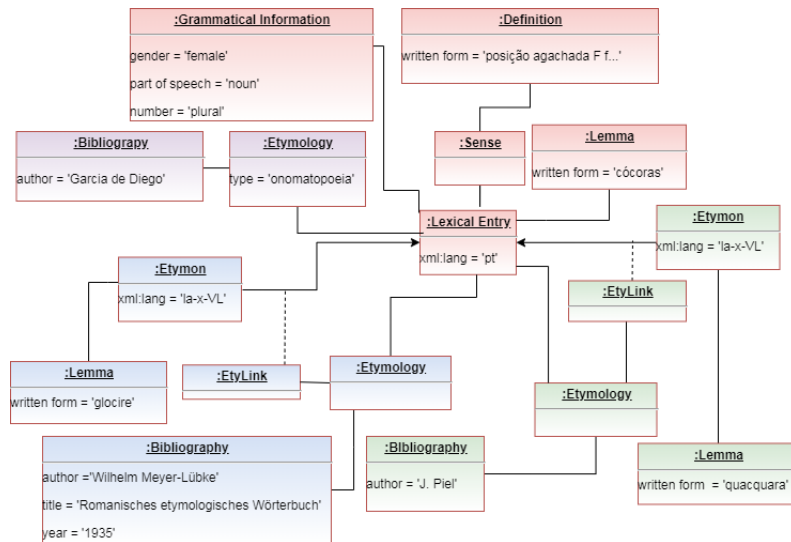 :Grammatical Information
gender = 'female'
part of speech = 'noun'
number = 'plural'
:Definition
written form = 'posição agachada F f...'
:Bibliograpy
author = 'Garcia de Diego'
:Etymology
type = 'onomatopoeia'
:Sense
:Lemma
written form = 'cócoras'
:Lexical Entry
xml:lang = 'pt'
:Etymon
xml:lang = 'la-x-VL'
:Etymon
xml:lang = 'la-x-VL'
:EtyLink
:Lemma
written form = 'glocire'
:EtyLink
:Etymology
:Etymology
:Bibliography
author ='Wilhelm Meyer-Lübke'
title = 'Romanisches etymologisches Wörterbuch'
year = '1935'
:BIbliography
author = 'J. Piel'
:Lemma
written form = 'quacquara'